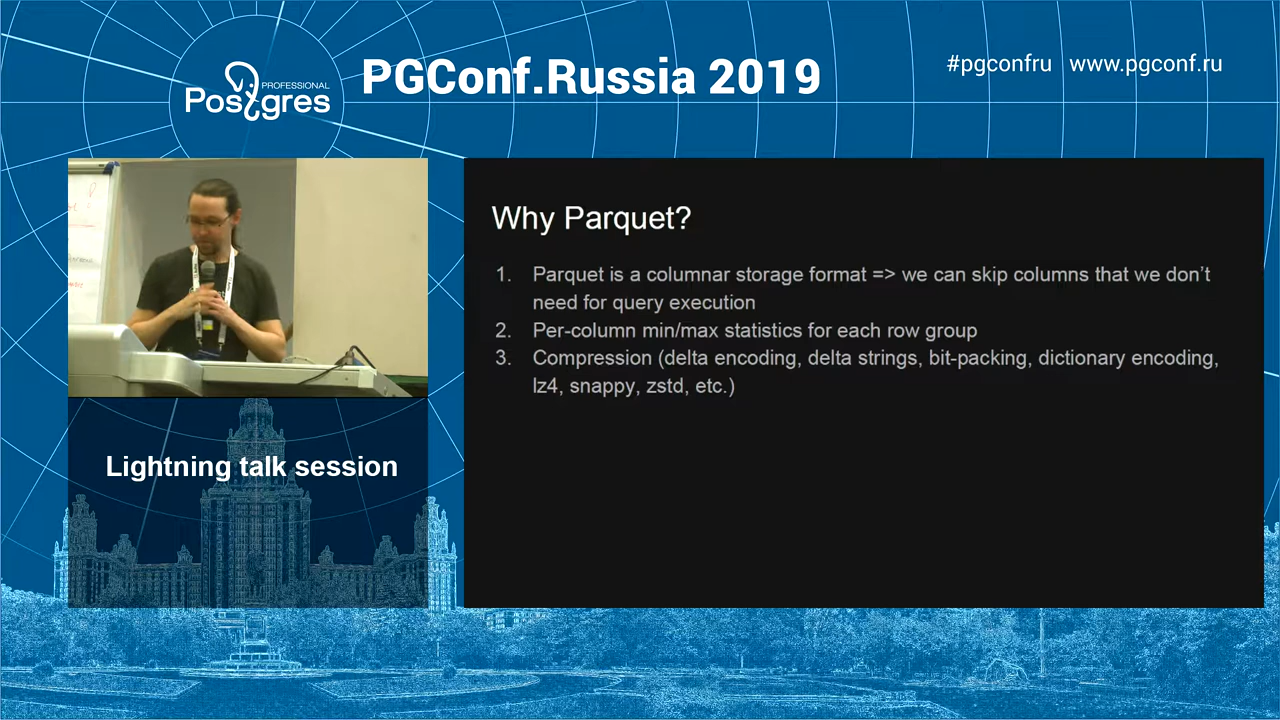 PROFESSIONAL
Postgres
PGConf.Russia 2019
#pgconfru www.pgconf.ru
Why Parquet?
1. Parquet is a columnar storage format => we can skip columns that we don't
need for query execution
2. Per-column min/max statistics for each row group
3. Compression (delta encoding, delta strings, bit-packing, dictionary encoding,
lz4, snappy, zstd, etc.)
Lightning talk session